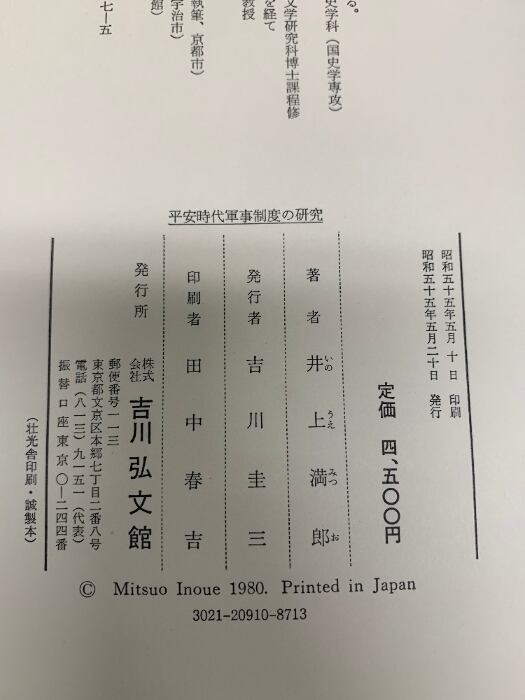 る。
史学科（国史学専攻）
文学研究科博士課程修
を経て
教授
執筆、京都市）
宇治市）
館）
七―五
平安時代軍事制度の研究
昭和五十五年五月 十日 印刷
昭和五十五年五月二十日 発行
定価 四、五〇〇円
著者 井上満郎
いの うえ みつ お
発行者 吉川圭三
印刷者 田中春吉
発行所 株式会社 吉川弘文館
郵便番号一一三
東京都文京区本郷七丁目二番八号
電話（八一三）九一五一（代表）
振替口座東京〇―二四四番
（壮光舎印刷・誠製本）
© Mitsuo Inoue 1980. Printed in Japan
3021-20910-8713